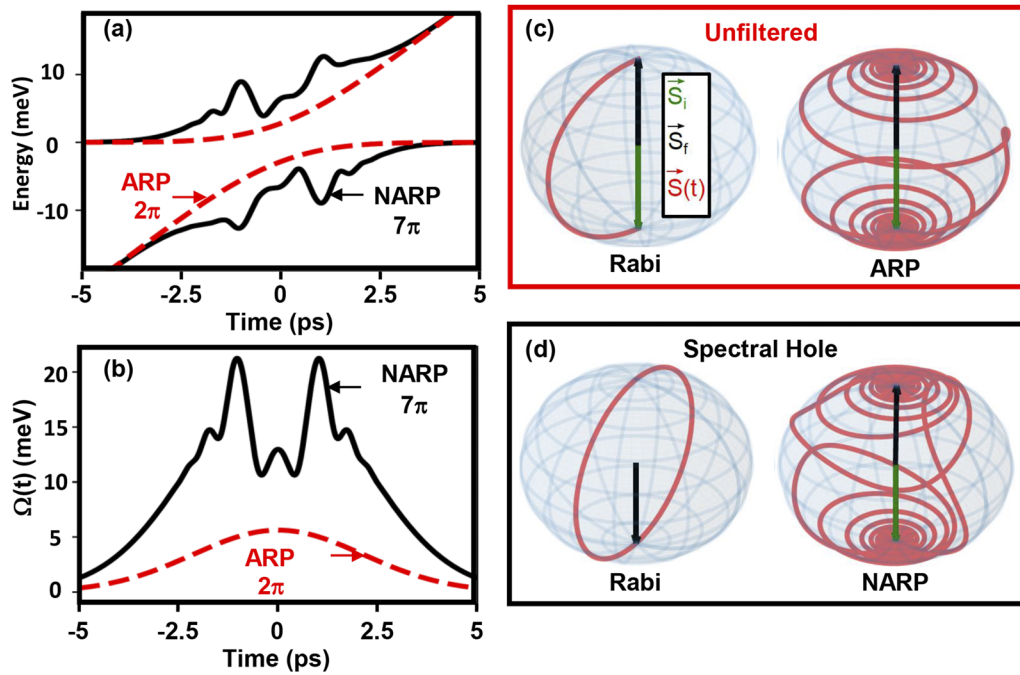 (a)
Energy (meV)
10
0
-10
ARP
2π
NARP
7π
-5
-2.5
0
2.5
5
Time (ps)
(b)
Ω(t) (meV)
20
15
10
5
0
NARP
7π
ARP
2π
-5
-2.5
0
2.5
5
Time (ps)
(c)
Unfiltered
S⃗i
S⃗f
S⃗(t)
Rabi
ARP
(d)
Spectral Hole
Rabi
NARP